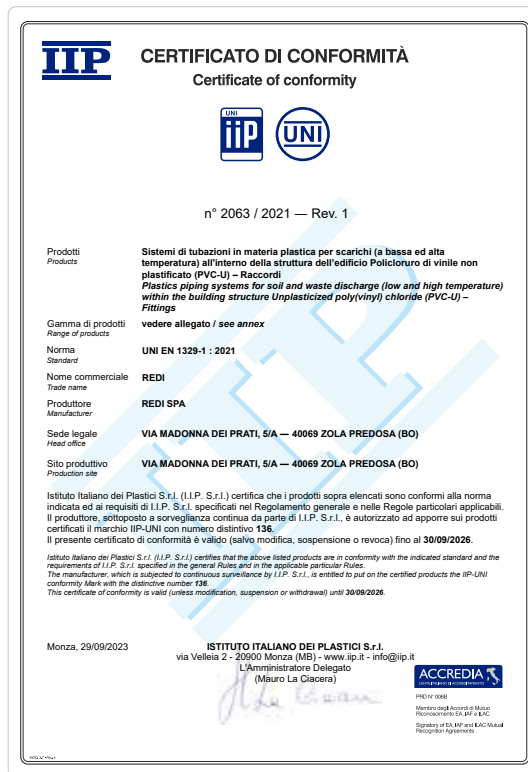 IIP
CERTIFICATO DI CONFORMITÀ
Certificate of conformity
UNI
iiP
UNI
n° 2063 / 2021 — Rev. 1
Prodotti
Products
Sistemi di tubazioni in materia plastica per scarichi (a bassa ed alta
temperatura) all'interno della struttura dell'edificio Policloruro di vinile non
plastificato (PVC-U) – Raccordi
Plastics piping systems for soil and waste discharge (low and high temperature)
within the building structure Unplasticized poly(vinyl) chloride (PVC-U) –
Fittings
Gamma di prodotti
Range of products
vedere allegato / see annex
Norma
Standard
UNI EN 1329-1 : 2021
Nome commerciale
Trade name
REDI
Produttore
Manufacturer
REDI SPA
Sede legale
Head office
VIA MADONNA DEI PRATI, 5/A — 40069 ZOLA PREDOSA (BO)
Sito produttivo
Production site
VIA MADONNA DEI PRATI, 5/A — 40069 ZOLA PREDOSA (BO)
Istituto Italiano dei Plastici S.r.l. (I.I.P. S.r.l.) certifica che i prodotti sopra elencati sono conformi alla norma
indicata ed ai requisiti di I.I.P. S.r.l. specificati nel Regolamento generale e nelle Regole particolari applicabili.
Il produttore, sottoposto a sorveglianza continua da parte di I.I.P. S.r.l., è autorizzato ad apporre sui prodotti
certificati il marchio IIP-UNI con numero distintivo 136.
Il presente certificato di conformità è valido (salvo modifica, sospensione o revoca) fino al 30/09/2026.
Istituto Italiano dei Plastici S.r.l. (I.I.P. S.r.l.) certifies that the above listed products are in conformity with the indicated standard and the
requirements of I.I.P. S.r.l. specified in the general Rules and in the applicable particular Rules.
The manufacturer, which is subjected to continuous surveillance by I.I.P. S.r.l., is entitled to put on the certified products the IIP-UNI
conformity Mark with the distinctive number 136.
This certificate of conformity is valid (unless modification, suspension or withdrawal) until 30/09/2026.
Monza, 29/09/2023
ISTITUTO ITALIANO DEI PLASTICI S.r.l.
via Velleia 2 - 20900 Monza (MB) - www.iip.it - info@iip.it
L'Amministratore Delegato
(Mauro La Ciacera)
ACCREDIA
PRD N° 006B
Membro degli Accordi di Mutuo
Riconoscimento EA, IAF e ILAC
Signatory of EA, IAF and ILAC Mutual
Recognition Agreements